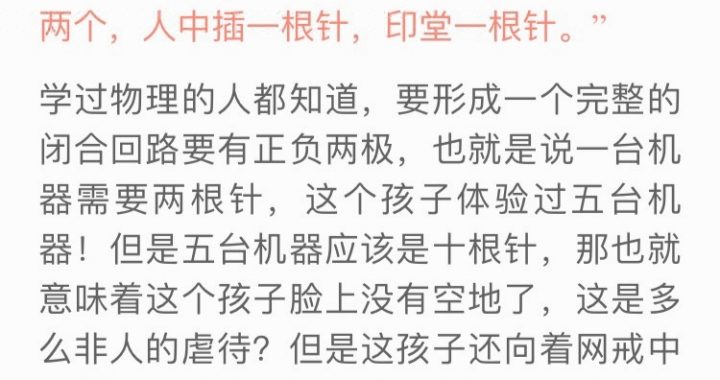 两个，人中插一根针，印堂一根针。”
学过物理的人都知道，要形成一个完整的
闭合回路要有正负两极，也就是说一台机
器需要两根针，这个孩子体验过五台机
器！但是五台机器应该是十根针，那也就
意味着这个孩子脸上没有空地了，这是多
么非人的虐待？但是这孩子还向着网戒中